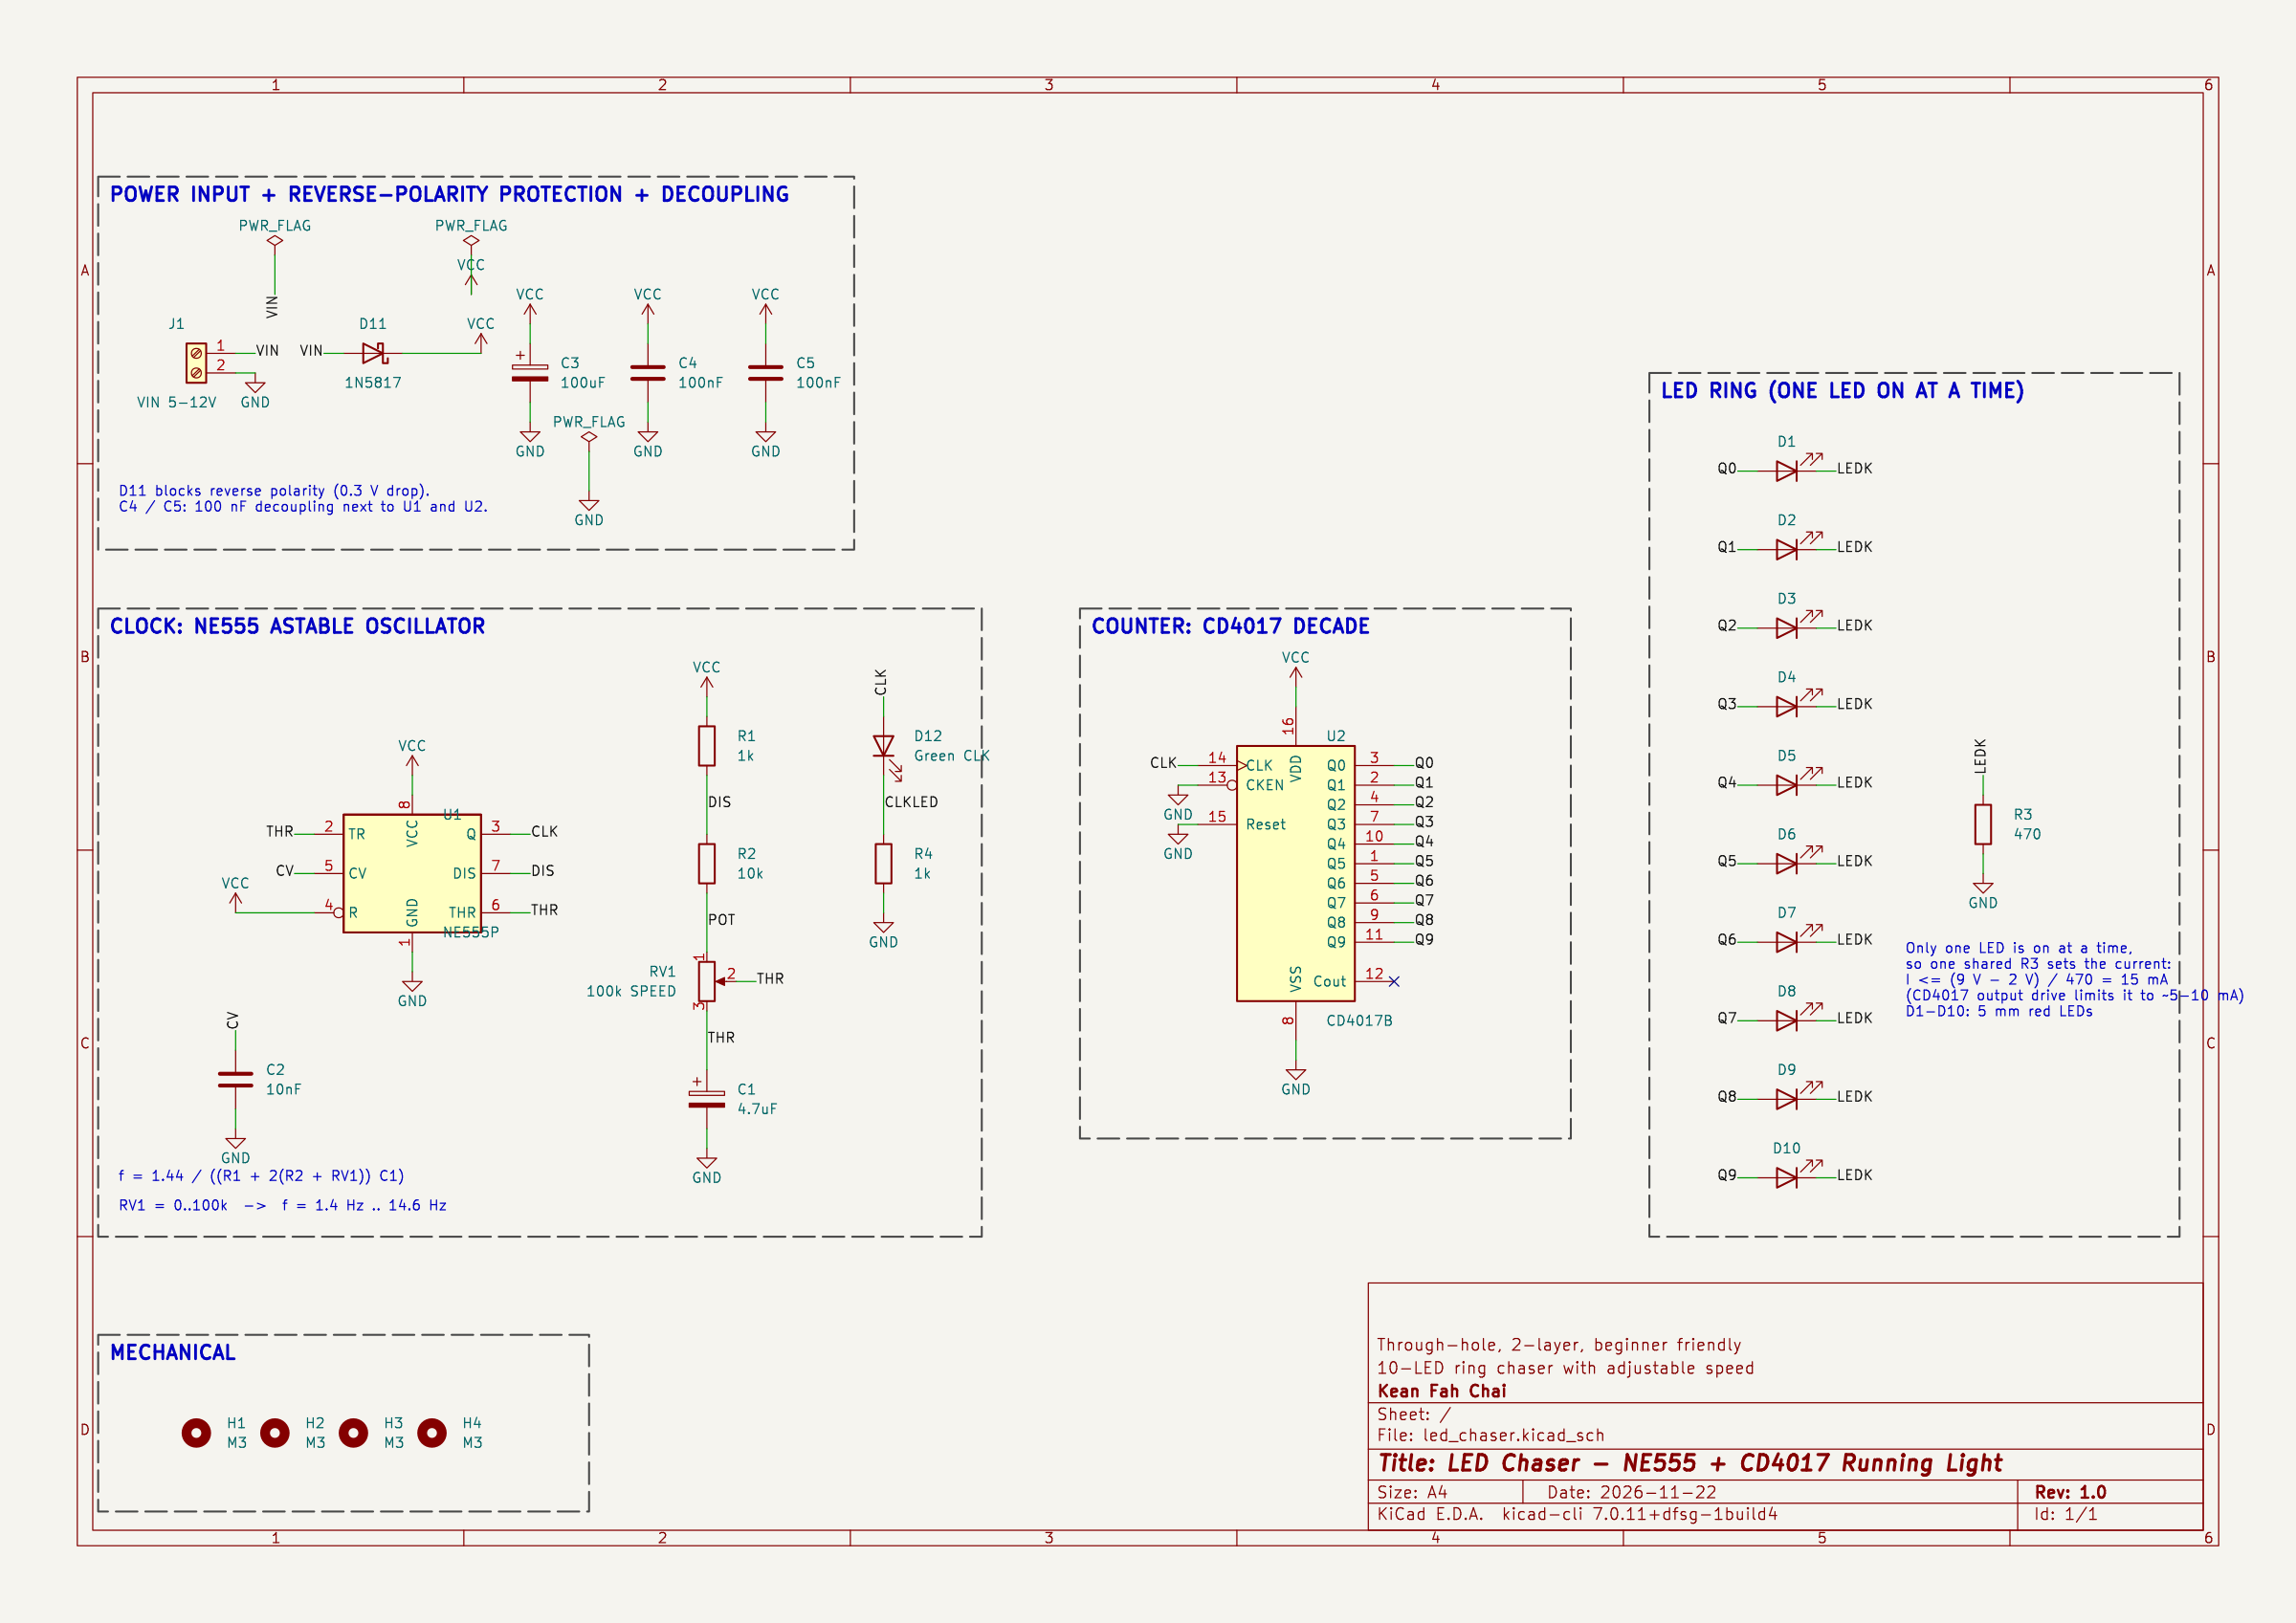 1 2 3 4 5 6
A A
B B
C C
D D
POWER INPUT + REVERSE-POLARITY PROTECTION + DECOUPLING
PWR_FLAG
VIN
PWR_FLAG
VCC
J1
1
2
VIN
GND
VIN 5-12V
VIN
D11
1N5817
VCC
VCC
+
C3
100uF
GND
VCC
C4
100nF
GND
VCC
C5
100nF
GND
PWR_FLAG
GND
D11 blocks reverse polarity (0.3 V drop).
C4 / C5: 100 nF decoupling next to U1 and U2.
CLOCK: NE555 ASTABLE OSCILLATOR
VCC
8
VCC
U1
THR 2 TR
Q 3 CLK
CV 5 CV
DIS 7 DIS
VCC
4 R
THR 6 THR
GND
NE555P
1
GND
CV
C2
10nF
GND
VCC
R1
1k
DIS
R2
10k
POT
RV1
100k SPEED
1
2
3
THR
THR
+
C1
4.7uF
GND
CLK
D12
Green CLK
CLKLED
R4
1k
GND
f = 1.44 / ((R1 + 2(R2 + RV1)) C1)
RV1 = 0..100k -> f = 1.4 Hz .. 14.6 Hz
COUNTER: CD4017 DECADE
VCC
16
U2
VDD
CLK 14 CLK
13 CKEN
GND
15 Reset
GND
Q0 3 Q0
Q1 2 Q1
Q2 4 Q2
Q3 7 Q3
Q4 10 Q4
Q5 1 Q5
Q6 5 Q6
Q7 6 Q7
Q8 9 Q8
Q9 11 Q9
Cout 12
VSS
8
CD4017B
GND
LED RING (ONE LED ON AT A TIME)
D1
Q0 LEDK
D2
Q1 LEDK
D3
Q2 LEDK
D4
Q3 LEDK
D5
Q4 LEDK
D6
Q5 LEDK
D7
Q6 LEDK
D8
Q7 LEDK
D9
Q8 LEDK
D10
Q9 LEDK
LEDK
R3
470
GND
Only one LED is on at a time,
so one shared R3 sets the current:
I <= (9 V - 2 V) / 470 = 15 mA
(CD4017 output drive limits it to ~5-10 mA)
D1-D10: 5 mm red LEDs
MECHANICAL
H1
M3
H2
M3
H3
M3
H4
M3
Through-hole, 2-layer, beginner friendly
10-LED ring chaser with adjustable speed
Kean Fah Chai
Sheet: /
File: led_chaser.kicad_sch
Title: LED Chaser - NE555 + CD4017 Running Light
Size: A4 Date: 2026-11-22 Rev: 1.0
KiCad E.D.A. kicad-cli 7.0.11+dfsg-1build4 Id: 1/1
1 2 3 4 5 6